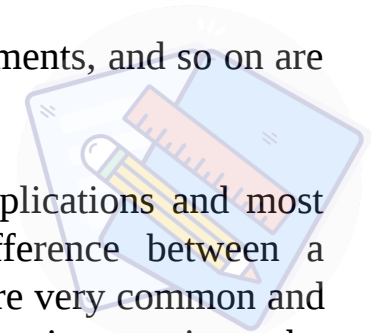 ments, and so on are
plications and most
fference between a
re very common and